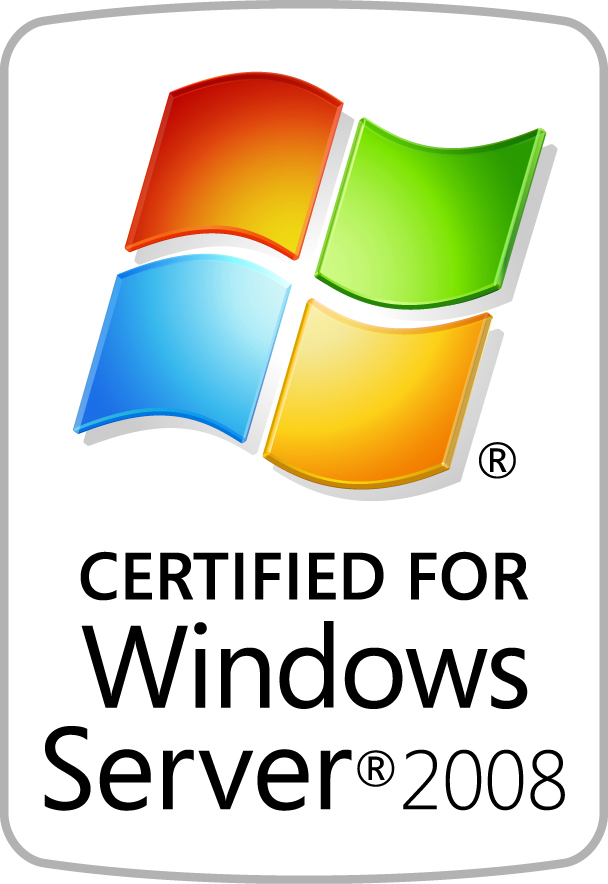 ®
CERTIFIED FOR
Windows
Server® 2008